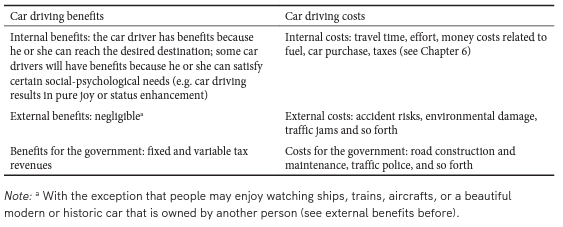 Car driving benefits Car driving costs
Internal benefits: the car driver has benefits because Internal costs: travel time, effort, money costs related to
he or she can reach the desired destination; some car fuel, car purchase, taxes (see Chapter 6)
drivers will have benefits because he or she can satisfy
certain social-psychological needs (e.g. car driving
results in pure joy or status enhancement)
External benefits: negligibleᵃ External costs: accident risks, environmental damage,
traffic jams and so forth
Benefits for the government: fixed and variable tax Costs for the government: road construction and
revenues maintenance, traffic police, and so forth
Note: ᵃ With the exception that people may enjoy watching ships, trains, aircrafts, or a beautiful
modern or historic car that is owned by another person (see external benefits before).